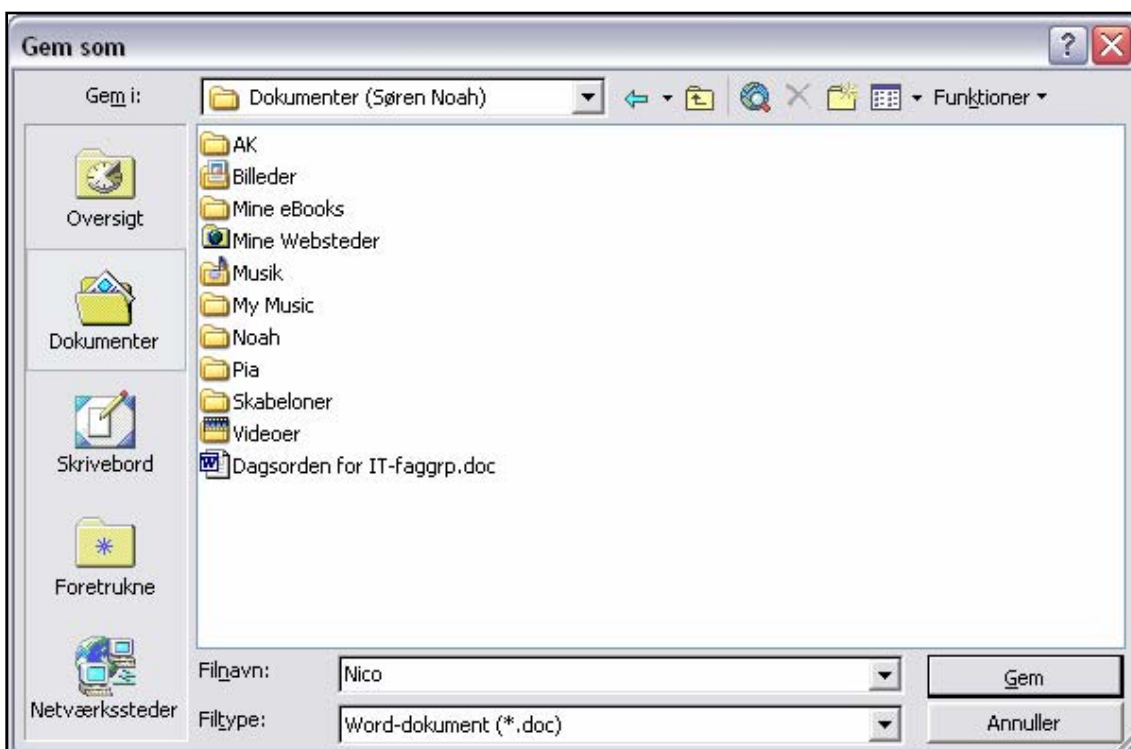 Gem som
Gem i:
Dokumenter (Søren Noah)
Funktioner
Oversigt
Dokumenter
Skrivebord
Foretrukne
Netværkssteder
AK
Billeder
Mine eBooks
Mine Websteder
Musik
My Music
Noah
Pia
Skabeloner
Videoer
Dagsorden for IT-faggrp.doc
Filnavn:
Nico
Gem
Filtype:
Word-dokument (*.doc)
Annuller